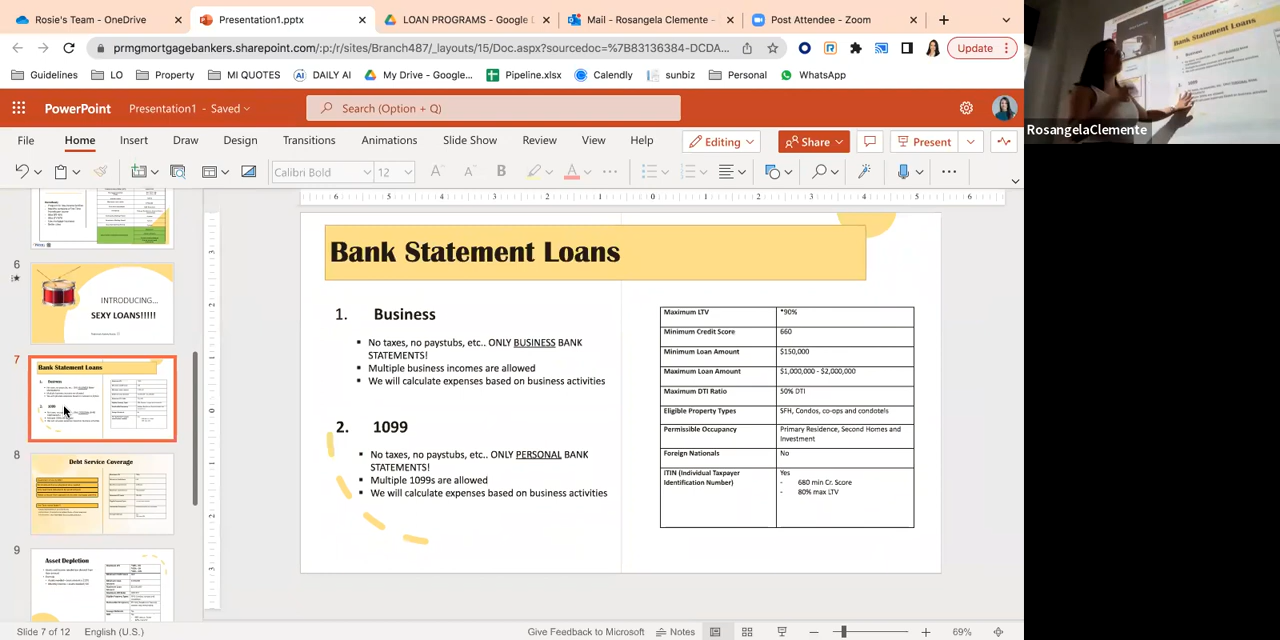 Rosie's Team - OneDrive
Presentation1.pptx
LOAN PROGRAMS - Google D
Mail - Rosangela Clemente -
Post Attendee - Zoom
prmgmortgagebankers.sharepoint.com/:p:/r/sites/Branch487/_layouts/15/Doc.aspx?sourcedoc=%7B83136384-DCDA...
Update
Guidelines
LO
Property
MI QUOTES
DAILY AI
My Drive - Google...
Pipeline.xlsx
Calendly
sunbiz
Personal
WhatsApp
PowerPoint
Presentation1 - Saved
Search (Option + Q)
File
Home
Insert
Draw
Design
Transitions
Animations
Slide Show
Review
View
Help
Editing
Share
Present
Calibri Bold
12
6
INTRODUCING...
SEXY LOANS!!!!!
7
Bank Statement Loans
8
Debt Service Coverage
9
Asset Depletion
Bank Statement Loans
1. Business
No taxes, no paystubs, etc.. ONLY BUSINESS BANK
STATEMENTS!
Multiple business incomes are allowed
We will calculate expenses based on business activities
2. 1099
No taxes, no paystubs, etc.. ONLY PERSONAL BANK
STATEMENTS!
Multiple 1099s are allowed
We will calculate expenses based on business activities
Maximum LTV *90%
Minimum Credit Score 660
Minimum Loan Amount $150,000
Maximum Loan Amount $1,000,000 - $2,000,000
Maximum DTI Ratio 50% DTI
Eligible Property Types SFH, Condos, co-ops and condotels
Permissible Occupancy Primary Residence, Second Homes and
Investment
Foreign Nationals No
ITIN (Individual Taxpayer Yes
Identification Number) - 680 min Cr. Score
- 80% max LTV
Slide 7 of 12
English (U.S.)
Give Feedback to Microsoft
Notes
69%
Bank Statement Loans
RosangelaClemente